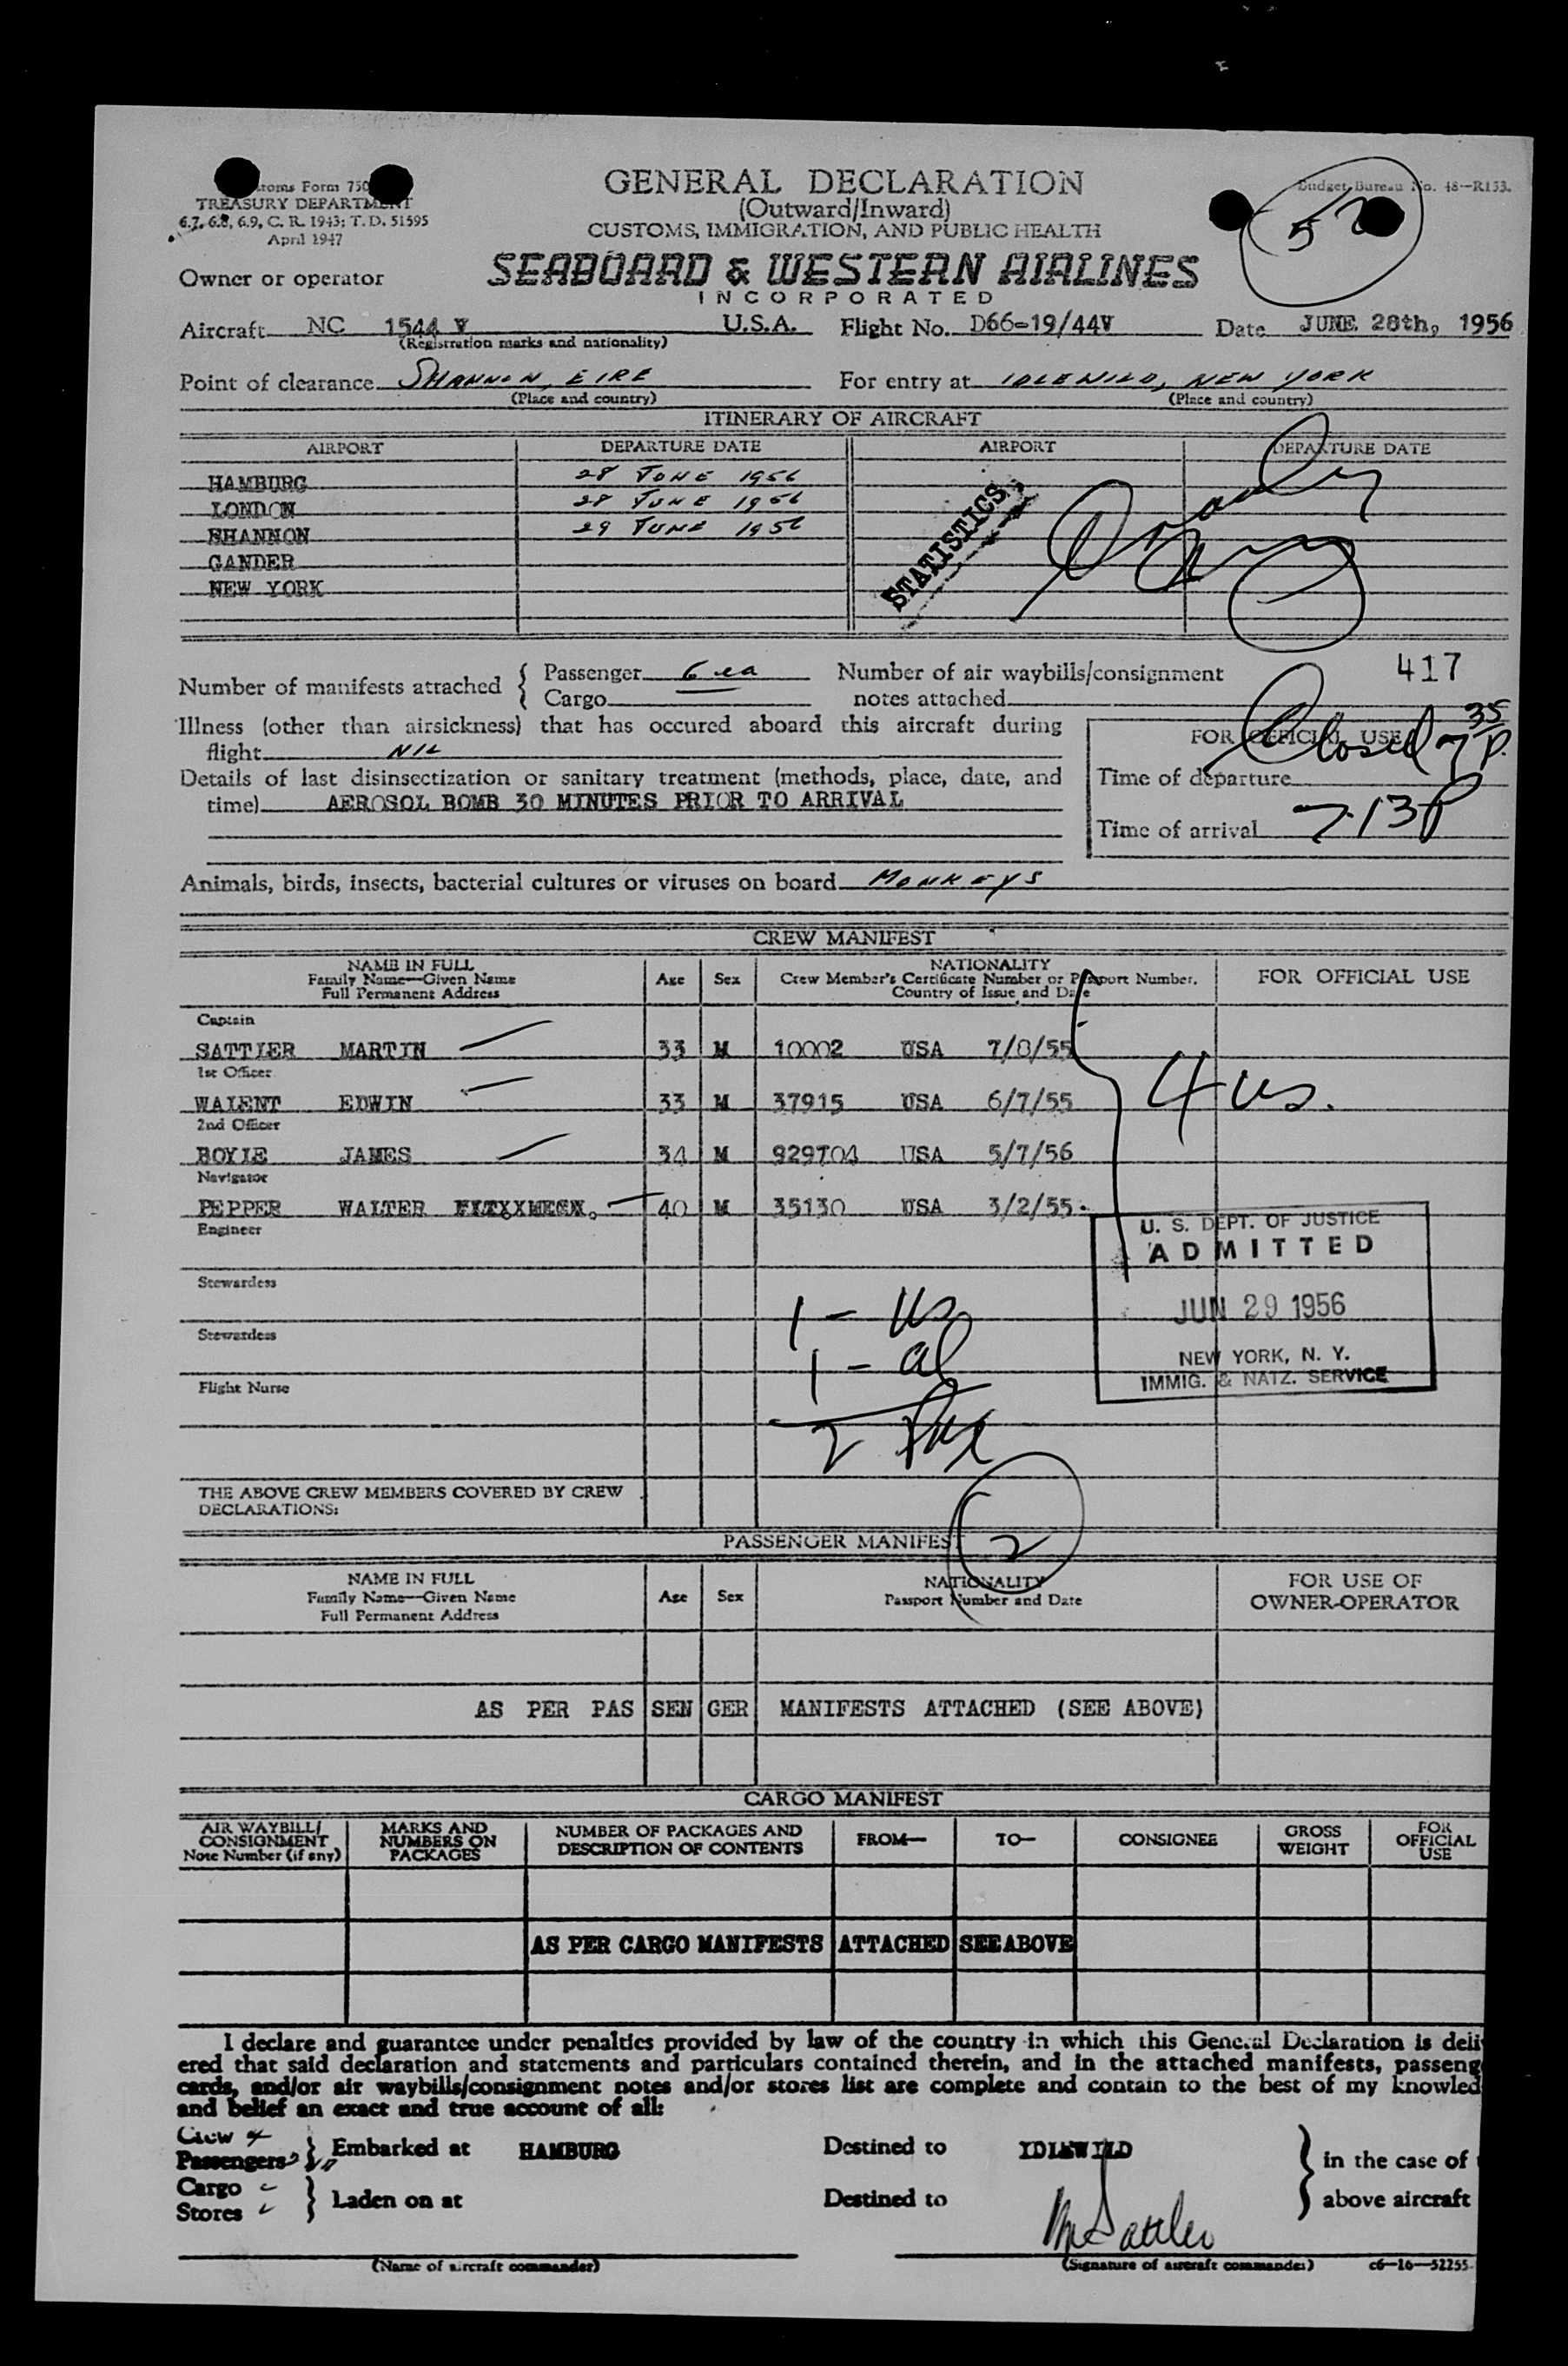 Customs Form 750
TREASURY DEPARTMENT
6.7, 6.8, 6.9, C. R. 1943; T. D. 51595
April 1947
GENERAL DECLARATION
(Outward/Inward)
CUSTOMS, IMMIGRATION, AND PUBLIC HEALTH
Budget Bureau No. 48—R153.
52
Owner or operator
SEABOARD & WESTERN AIRLINES
INCORPORATED
Aircraft NC 1544 V U.S.A. Flight No. D66-19/44V Date JUNE 28th, 1956
(Registration marks and nationality)
Point of clearance SHANNON, EIRE For entry at IDLEWILD, NEW YORK
(Place and country) (Place and country)
ITINERARY OF AIRCRAFT
AIRPORT DEPARTURE DATE AIRPORT DEPARTURE DATE
HAMBURG 28 JUNE 1956
LONDON 28 JUNE 1956
SHANNON 29 JUNE 1956
GANDER
NEW YORK
STATISTICS
Number of manifests attached { Passenger 6 ea
Cargo
Number of air waybills/consignment
notes attached
417
Illness (other than airsickness) that has occured aboard this aircraft during
flight NIL
Details of last disinsectization or sanitary treatment (methods, place, date, and
time) AEROSOL BOMB 30 MINUTES PRIOR TO ARRIVAL
FOR OFFICIAL USE
Closed 7 35 P.
Time of departure
Time of arrival 7.13P
Animals, birds, insects, bacterial cultures or viruses on board MONKEYS
CREW MANIFEST
NAME IN FULL
Family Name—Given Name
Full Permanent Address
Age Sex
NATIONALITY
Crew Member's Certificate Number or Passport Number,
Country of Issue and Date
FOR OFFICIAL USE
Captain
SATTLER MARTIN 33 M 10002 USA 7/8/55
1st Officer
WALENT EDWIN 33 M 37915 USA 6/7/55
4 us.
2nd Officer
BOYLE JAMES 34 M 929704 USA 5/7/56
Navigator
PEPPER WALTER 40 M 35130 USA 3/2/55.
Engineer
U. S. DEPT. OF JUSTICE
ADMITTED
JUN 29 1956
NEW YORK, N. Y.
IMMIG. & NATZ. SERVICE
Stewardess
1 - us
Stewardess
1 - al
Flight Nurse
2 Pax
THE ABOVE CREW MEMBERS COVERED BY CREW
DECLARATIONS:
2
PASSENGER MANIFEST
NAME IN FULL
Family Name—Given Name
Full Permanent Address
Age Sex
NATIONALITY
Passport Number and Date
FOR USE OF
OWNER-OPERATOR
AS PER PAS SEN GER MANIFESTS ATTACHED (SEE ABOVE)
CARGO MANIFEST
AIR WAYBILL/
CONSIGNMENT
Note Number (if any)
MARKS AND
NUMBERS ON
PACKAGES
NUMBER OF PACKAGES AND
DESCRIPTION OF CONTENTS
FROM—
TO—
CONSIGNEE
GROSS
WEIGHT
FOR
OFFICIAL
USE
AS PER CARGO MANIFESTS ATTACHED SEE ABOVE
I declare and guarantee under penalties provided by law of the country in which this General Declaration is deliv
ered that said declaration and statements and particulars contained therein, and in the attached manifests, passeng
cards, and/or air waybills/consignment notes and/or stores list are complete and contain to the best of my knowled
and belief an exact and true account of all:
Crew &
Passengers } Embarked at HAMBURG Destined to IDLEWILD } in the case of
Cargo
Stores } Laden on at Destined to above aircraft
M Sattler
(Name of aircraft commander) (Signature of aircraft commander) c6—16—52255